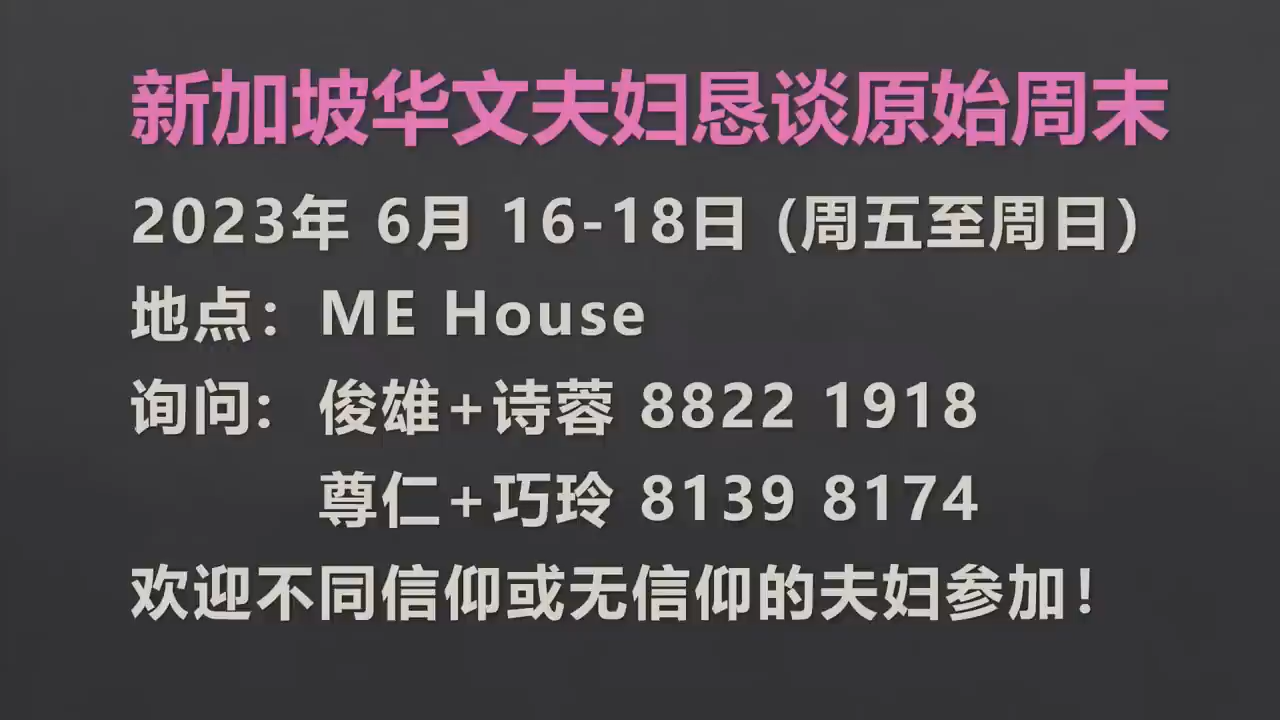 新加坡华文夫妇恳谈原始周末
2023年 6月 16-18日 (周五至周日)
地点：ME House
询问：俊雄+诗蓉 8822 1918
尊仁+巧玲 8139 8174
欢迎不同信仰或无信仰的夫妇参加！